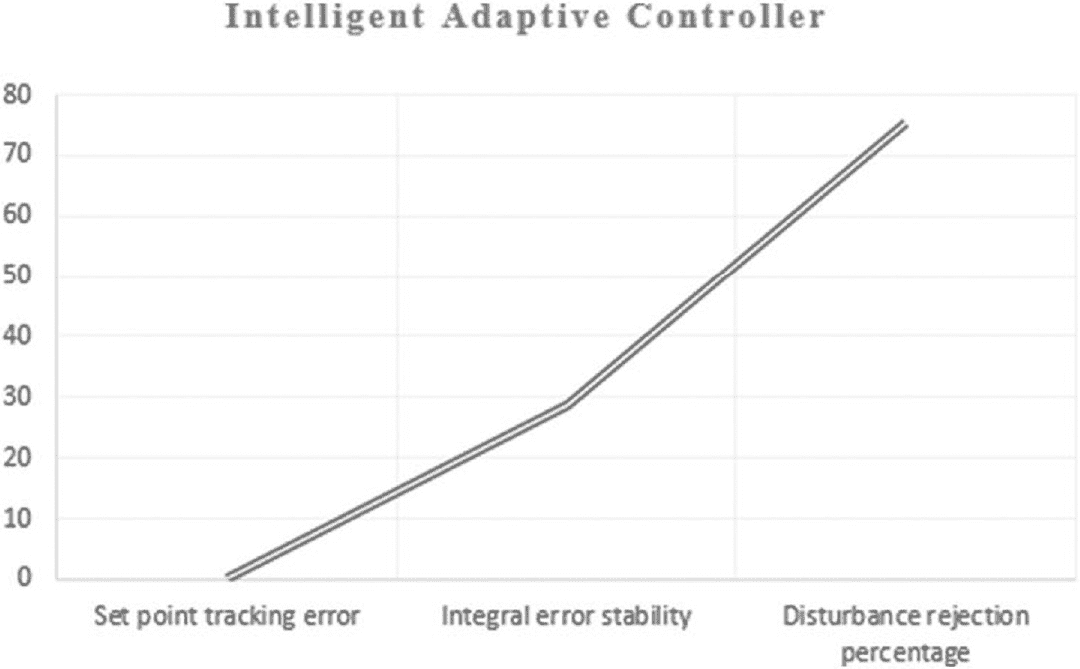 Intelligent Adaptive Controller
80
70
60
50
40
30
20
10
0
Set point tracking error
Integral error stability
Disturbance rejection
percentage